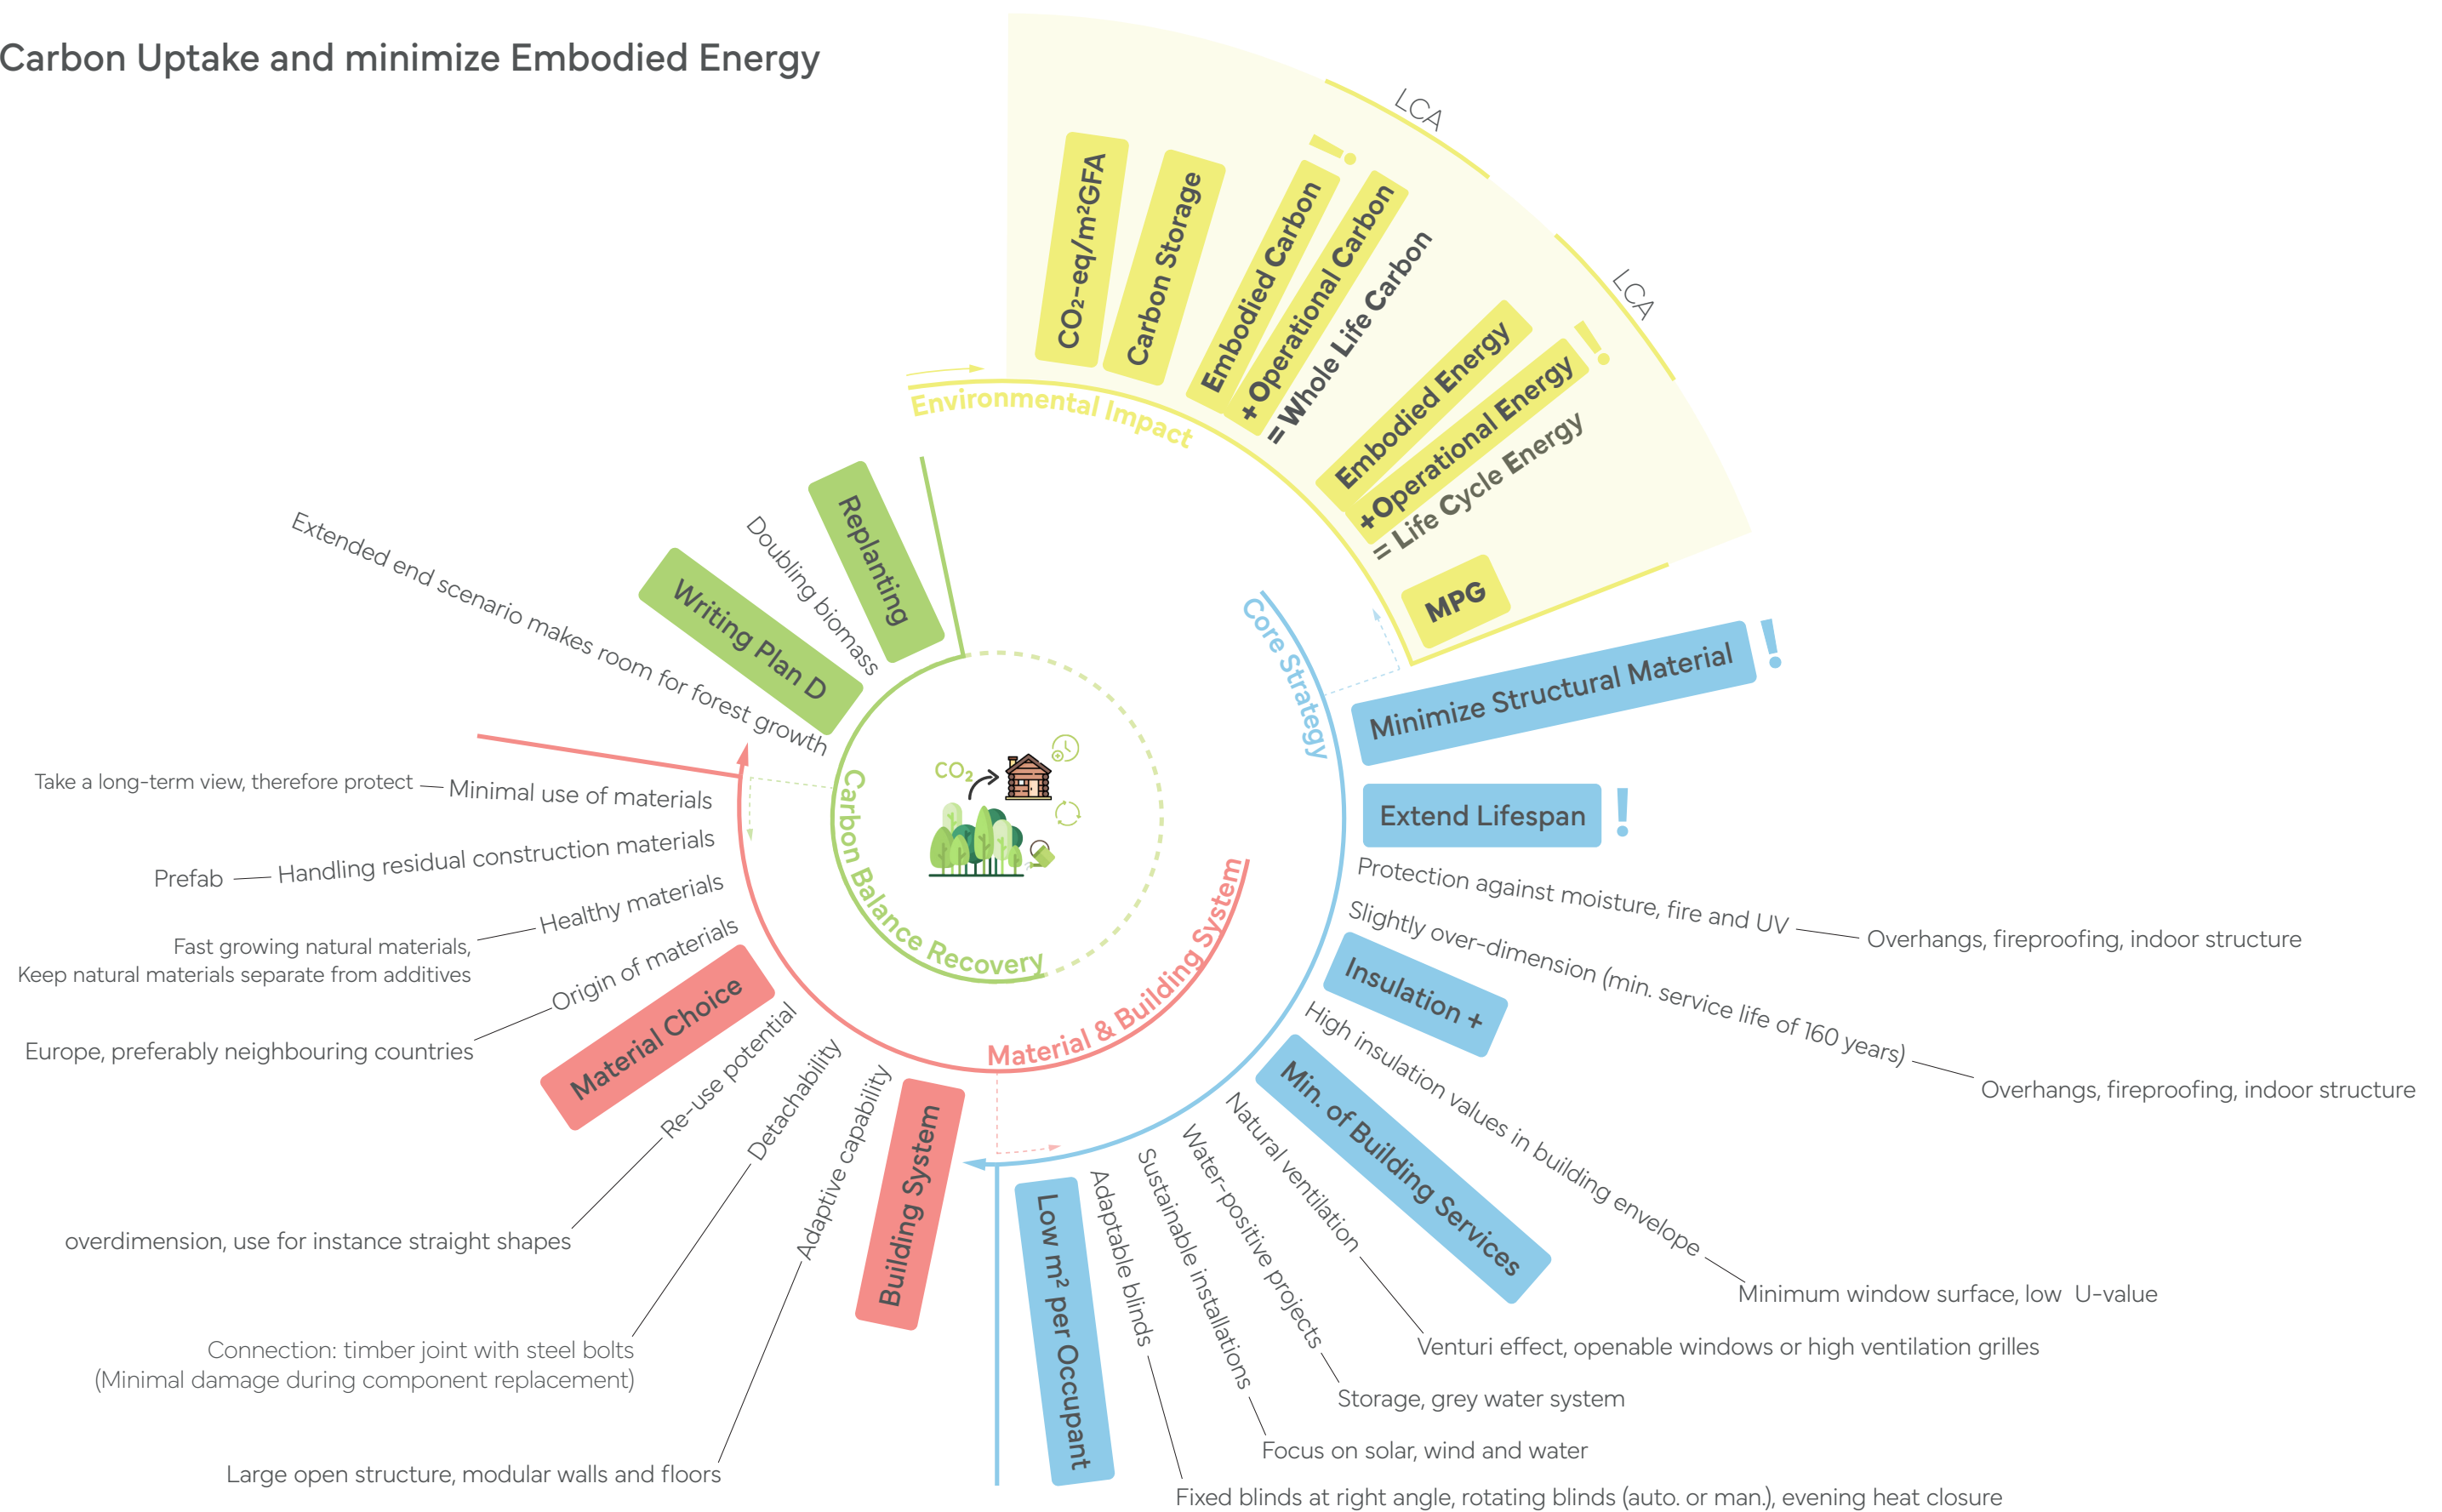 Carbon Uptake and minimize Embodied Energy
LCA
LCA
CO₂-eq/m²GFA
Carbon Storage
Embodied Carbon
!
+Operational Carbon
= Whole Life Carbon
Embodied Energy
+Operational Energy
!
= Life Cycle Energy
MPG
Environmental Impact
Core Strategy
Minimize Structural Material
!
Extend Lifespan
!
Protection against moisture, fire and UV
Overhangs, fireproofing, indoor structure
Slightly over-dimension (min. service life of 160 years)
Overhangs, fireproofing, indoor structure
Insulation +
High insulation values in building envelope
Minimum window surface, low U-value
Min. of Building Services
Natural ventilation
Venturi effect, openable windows or high ventilation grilles
Water-positive projects
Storage, grey water system
Sustainable installations
Focus on solar, wind and water
Adaptable blinds
Fixed blinds at right angle, rotating blinds (auto. or man.), evening heat closure
Low m² per Occupant
Material & Building System
Building System
Adaptive capability
Large open structure, modular walls and floors
Detachability
Connection: timber joint with steel bolts
(Minimal damage during component replacement)
Re-use potential
overdimension, use for instance straight shapes
Material Choice
Origin of materials
Europe, preferably neighbouring countries
Healthy materials
Fast growing natural materials,
Keep natural materials separate from additives
Handling residual construction materials
Prefab
Minimal use of materials
Take a long-term view, therefore protect
Carbon Balance Recovery
Extended end scenario makes room for forest growth
Writing Plan D
Doubling biomass
Replanting
CO₂